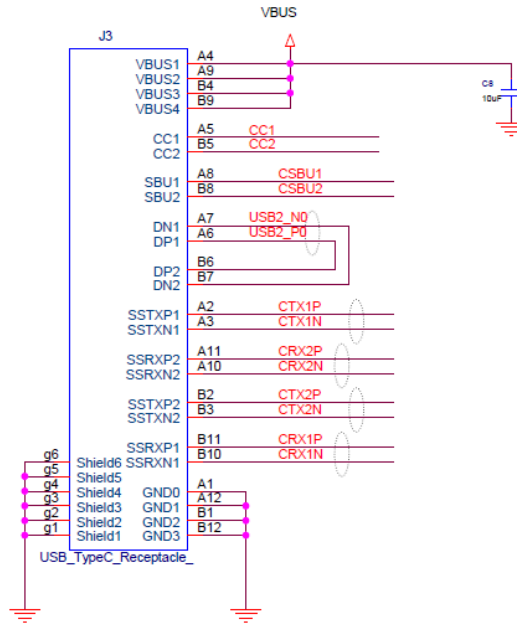 VBUS
J3
VBUS1 A4
VBUS2 A9
VBUS3 B4
VBUS4 B9
C8
10uF
CC1 A5 CC1
CC2 B5 CC2
SBU1 A8 CSBU1
SBU2 B8 CSBU2
DN1 A7 USB2_N0
DP1 A6 USB2_P0
DP2 B6
DN2 B7
SSTXP1 A2 CTX1P
SSTXN1 A3 CTX1N
SSRXP2 A11 CRX2P
SSRXN2 A10 CRX2N
SSTXP2 B2 CTX2P
SSTXN2 B3 CTX2N
SSRXP1 B11 CRX1P
g6 Shield6 SSRXN1 B10 CRX1N
g5 Shield5
g4 Shield4 GND0 A1
g3 Shield3 GND1 A12
g2 Shield2 GND2 B1
g1 Shield1 GND3 B12
USB_TypeC_Receptacle_